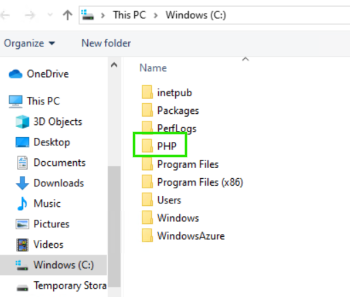 This PC > Windows (C:) >
Organize
New folder
OneDrive
This PC
3D Objects
Desktop
Documents
Downloads
Music
Pictures
Videos
Windows (C:)
Temporary Stora
Name
inetpub
Packages
PerfLogs
PHP
Program Files
Program Files (x86)
Users
Windows
WindowsAzure